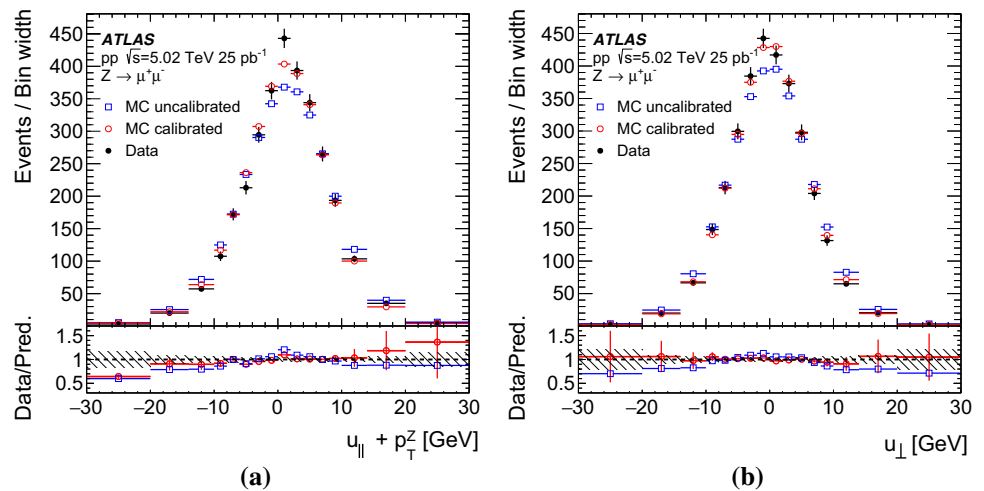 Events / Bin width
450
400
350
300
250
200
150
100
50
ATLAS
pp √s=5.02 TeV 25 pb⁻¹
Z → μ⁺μ⁻
MC uncalibrated
MC calibrated
Data
Data/Pred.
1.5
1
0.5
−30 −20 −10 0 10 20 30
u|| + p_T^Z [GeV]
(a)
Events / Bin width
450
400
350
300
250
200
150
100
50
ATLAS
pp √s=5.02 TeV 25 pb⁻¹
Z → μ⁺μ⁻
MC uncalibrated
MC calibrated
Data
Data/Pred.
1.5
1
0.5
−30 −20 −10 0 10 20 30
u⊥ [GeV]
(b)